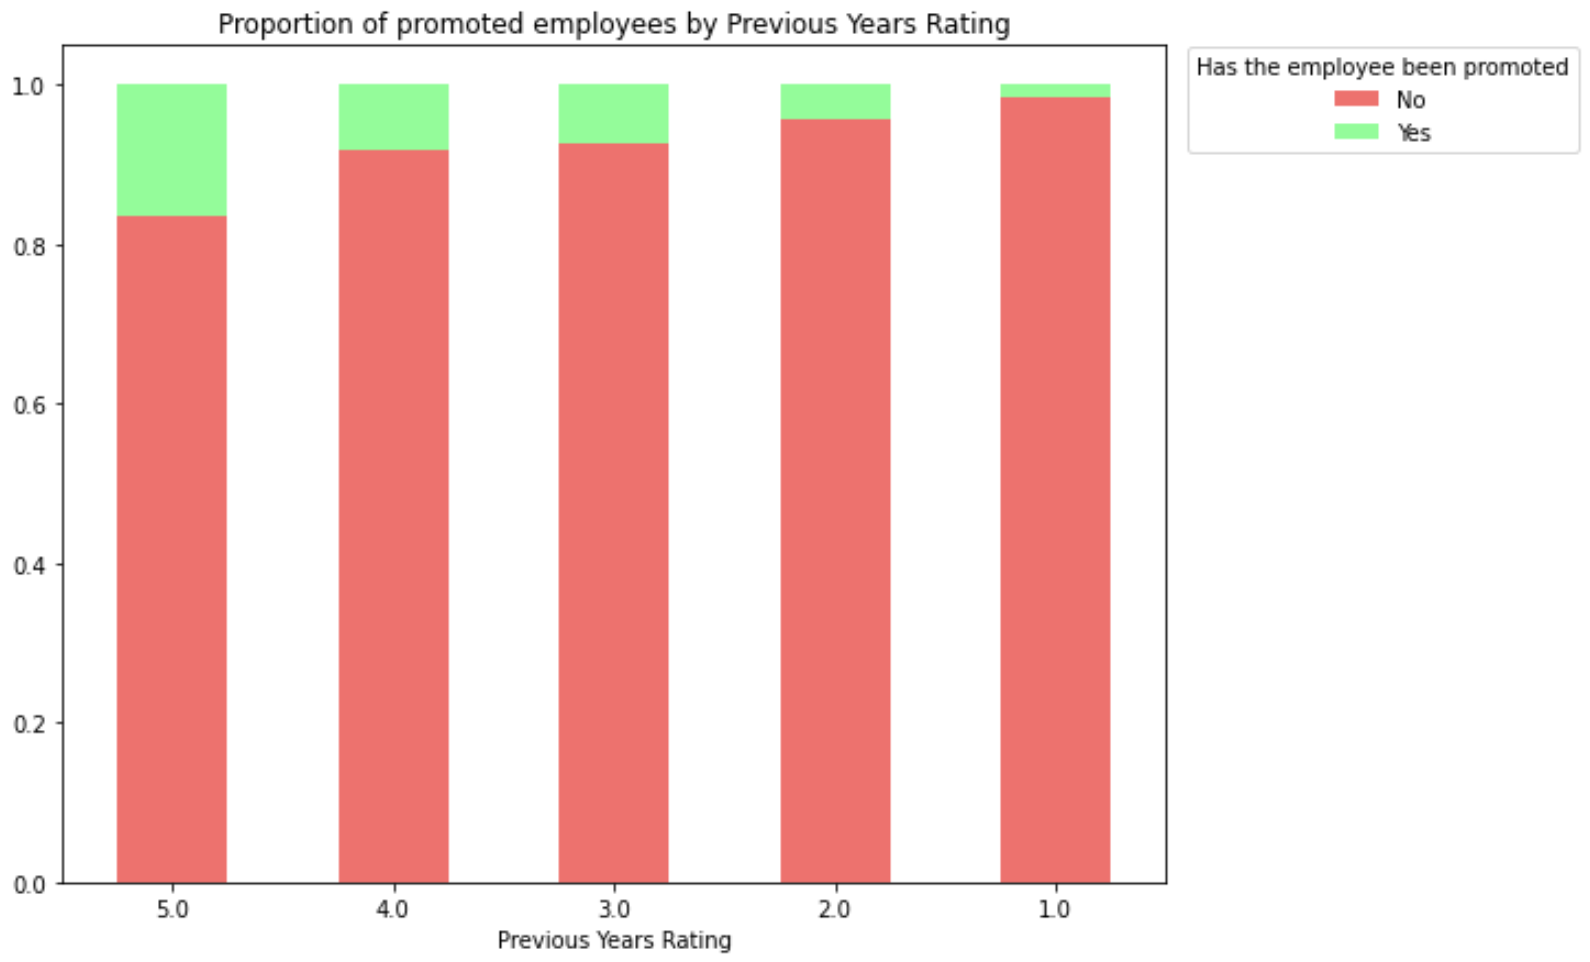 Proportion of promoted employees by Previous Years Rating
Has the employee been promoted
No
Yes
1.0
0.8
0.6
0.4
0.2
0.0
5.0 4.0 3.0 2.0 1.0
Previous Years Rating